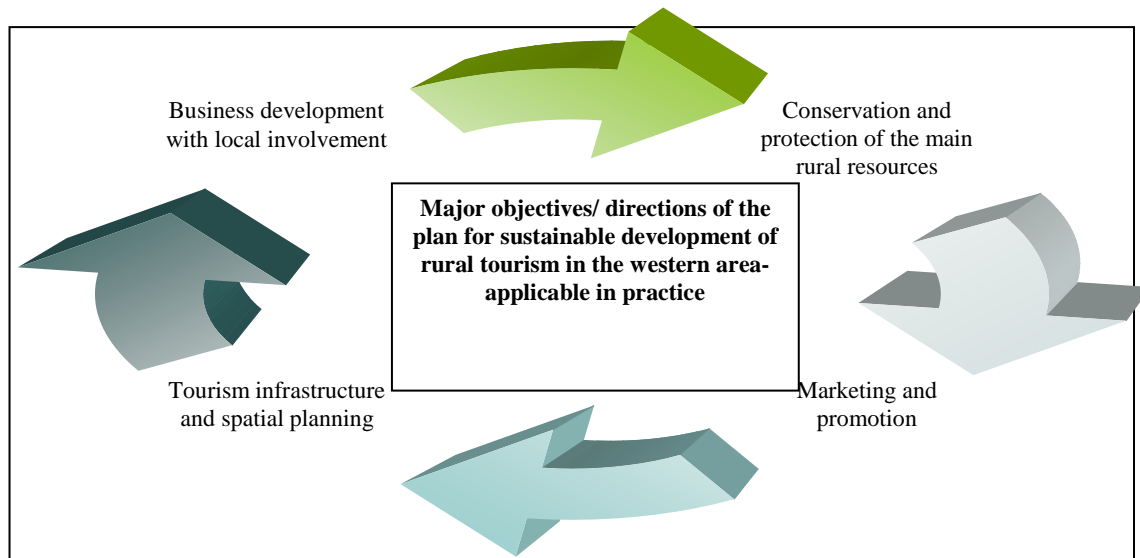 Business development
with local involvement
Conservation and
protection of the main
rural resources
Major objectives/ directions of the
plan for sustainable development of
rural tourism in the western area-
applicable in practice
Tourism infrastructure
and spatial planning
Marketing and
promotion